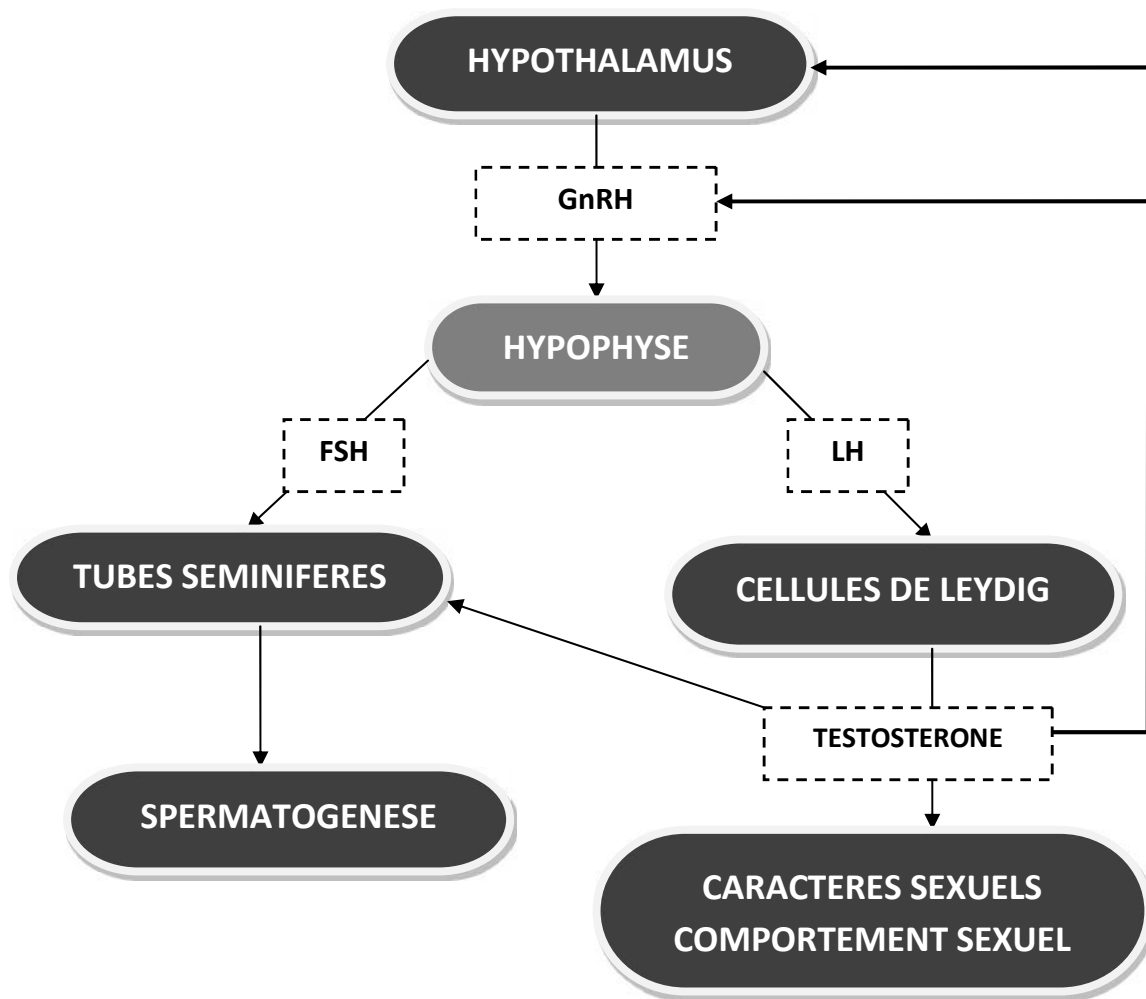 HYPOTHALAMUS
GnRH
HYPOPHYSE
FSH
LH
TUBES SEMINIFERES
CELLULES DE LEYDIG
TESTOSTERONE
SPERMATOGENESE
CARACTERES SEXUELS
COMPORTEMENT SEXUEL